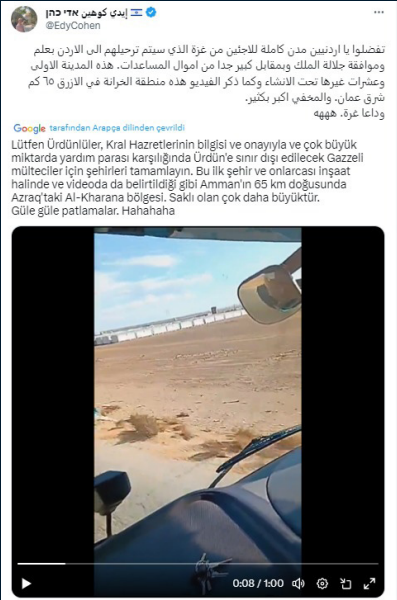 إيدي كوهين אדי כהן 🇮🇱
@EdyCohen
تفضلوا يا اردنيين مدن كاملة للاجئين من غزة الذي سيتم ترحيلهم الى الاردن بعلم
وموافقة جلالة الملك وبمقابل كبير جدا من اموال المساعدات. هذه المدينة الاولى
وعشرات غيرها تحت الانشاء وكما ذكر الفيديو هذه منطقة الخرانة في الازرق ٦٥ كم
شرق عمان. والمخفي اكبر بكثير.
وداعا غزة. هههه
Google tarafından Arapça dilinden çevrildi
Lütfen Ürdünlüler, Kral Hazretlerinin bilgisi ve onayıyla ve çok büyük
miktarda yardım parası karşılığında Ürdün'e sınır dışı edilecek Gazzeli
mülteciler için şehirleri tamamlayın. Bu ilk şehir ve onlarcası inşaat
halinde ve videoda da belirtildiği gibi Amman'ın 65 km doğusunda
Azraq'taki Al-Kharana bölgesi. Saklı olan çok daha büyüktür.
Güle güle patlamalar. Hahahaha
0:08 / 1:00